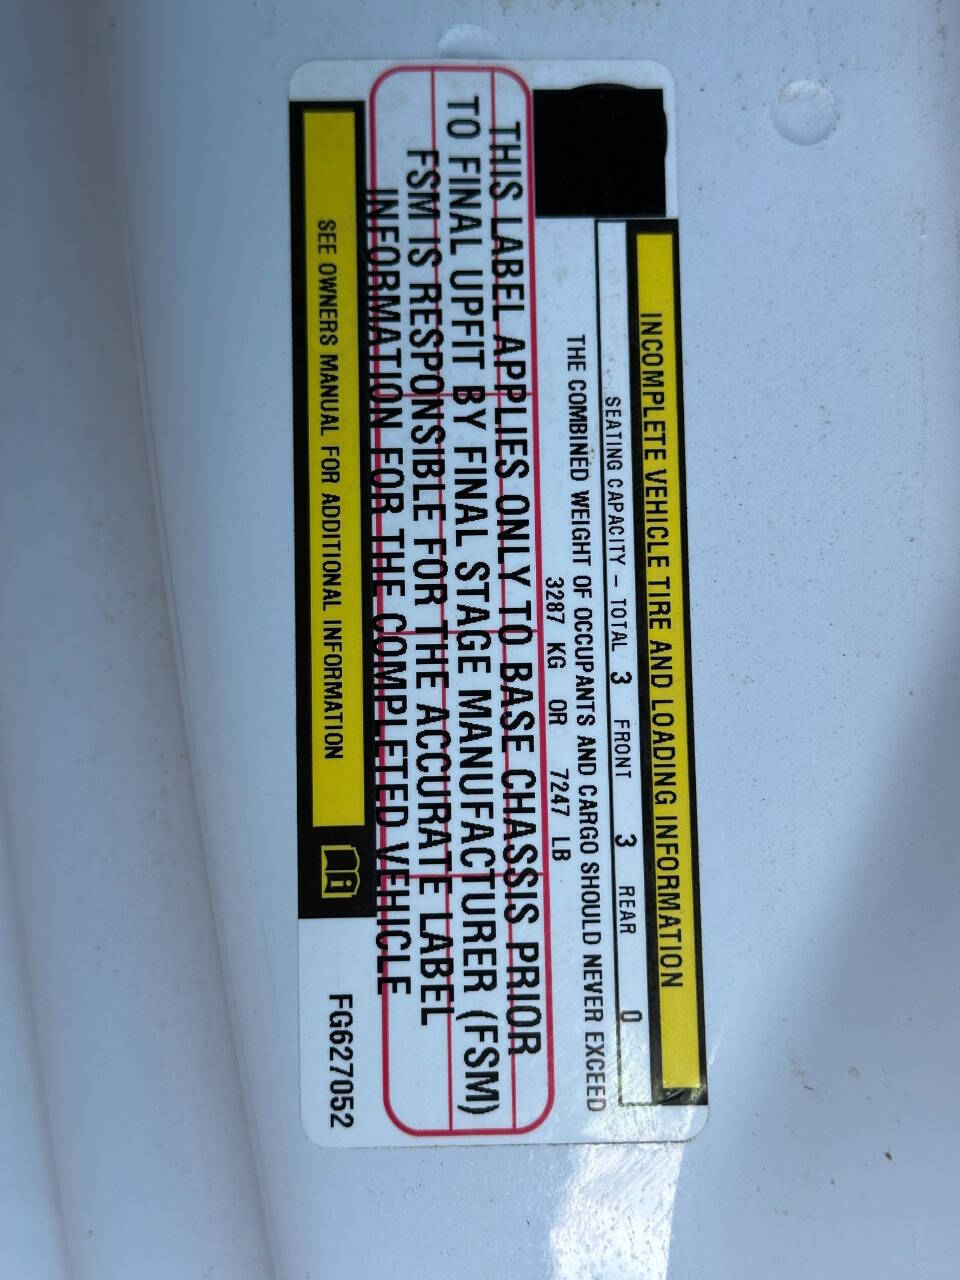 INCOMPLETE VEHICLE TIRE AND LOADING INFORMATION
SEATING CAPACITY – TOTAL 3 FRONT 3 REAR 0
THE COMBINED WEIGHT OF OCCUPANTS AND CARGO SHOULD NEVER EXCEED
3287 KG OR 7247 LB
THIS LABEL APPLIES ONLY TO BASE CHASSIS PRIOR
TO FINAL UPFIT BY FINAL STAGE MANUFACTURER (FSM)
FSM IS RESPONSIBLE FOR THE ACCURATE LABEL
INFORMATION FOR THE COMPLETED VEHICLE
SEE OWNERS MANUAL FOR ADDITIONAL INFORMATION
FG627052